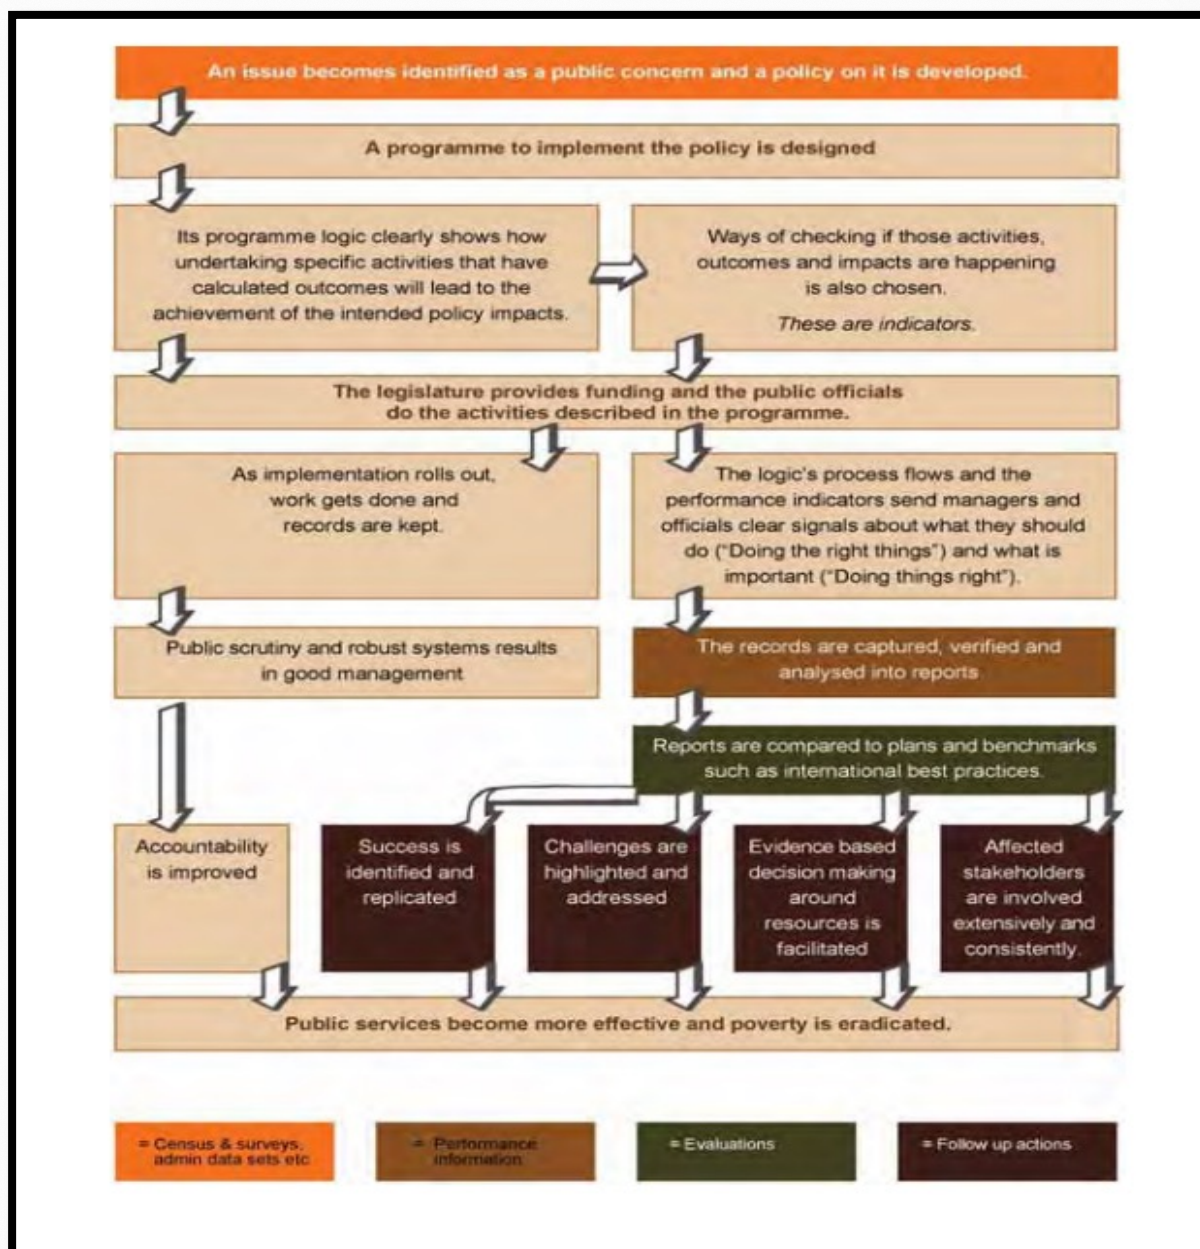 An issue becomes identified as a public concern and a policy on it is developed.
A programme to implement the policy is designed
Its programme logic clearly shows how
undertaking specific activities that have
calculated outcomes will lead to the
achievement of the intended policy impacts.
Ways of checking if those activities,
outcomes and impacts are happening
is also chosen.
These are indicators.
The legislature provides funding and the public officials
do the activities described in the programme.
As implementation rolls out,
work gets done and
records are kept.
The logic's process flows and the
performance indicators send managers and
officials clear signals about what they should
do ("Doing the right things") and what is
important ("Doing things right").
Public scrutiny and robust systems results
in good management
The records are captured, verified and
analysed into reports
Reports are compared to plans and benchmarks
such as international best practices.
Accountability
is improved
Success is
identified and
replicated
Challenges are
highlighted and
addressed
Evidence based
decision making
around
resources is
facilitated
Affected
stakeholders
are involved
extensively and
consistently.
Public services become more effective and poverty is eradicated.
= Census & surveys,
admin data sets etc
= Performance
information
= Evaluations
= Follow up actions